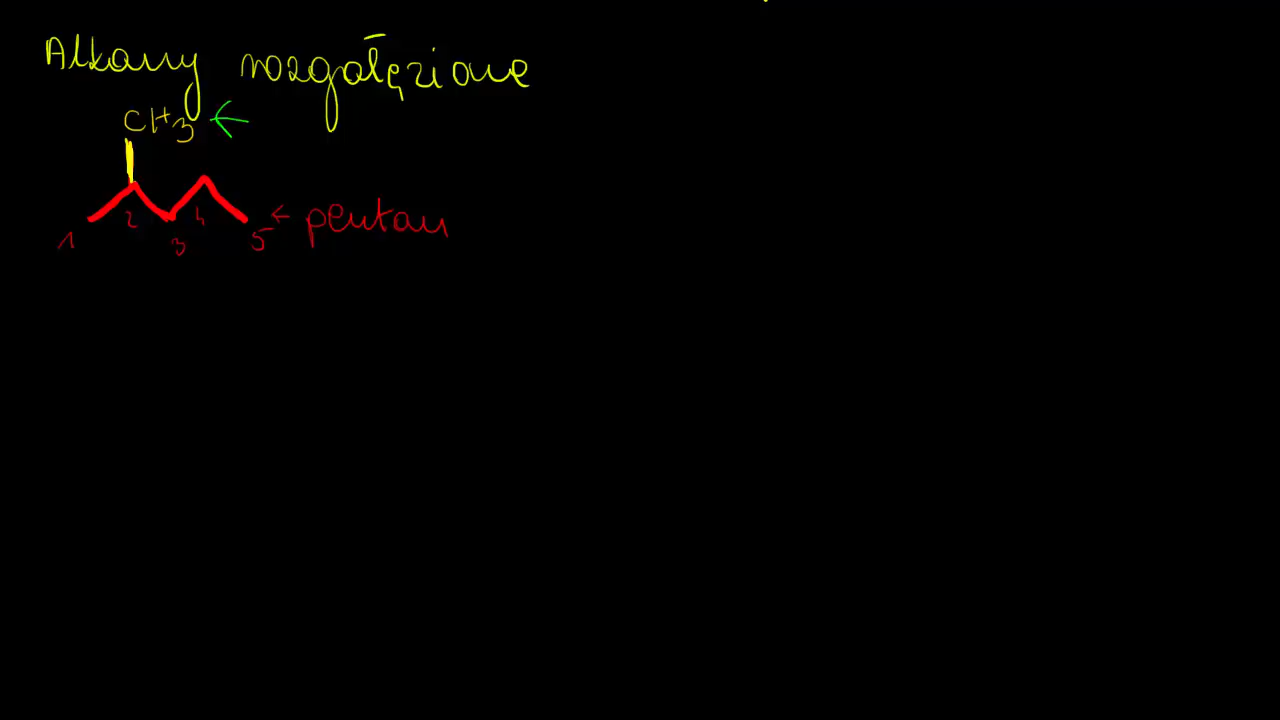 Alkany rozgałęzione
CH3 ←
1 2 3 4 5 ← pentan